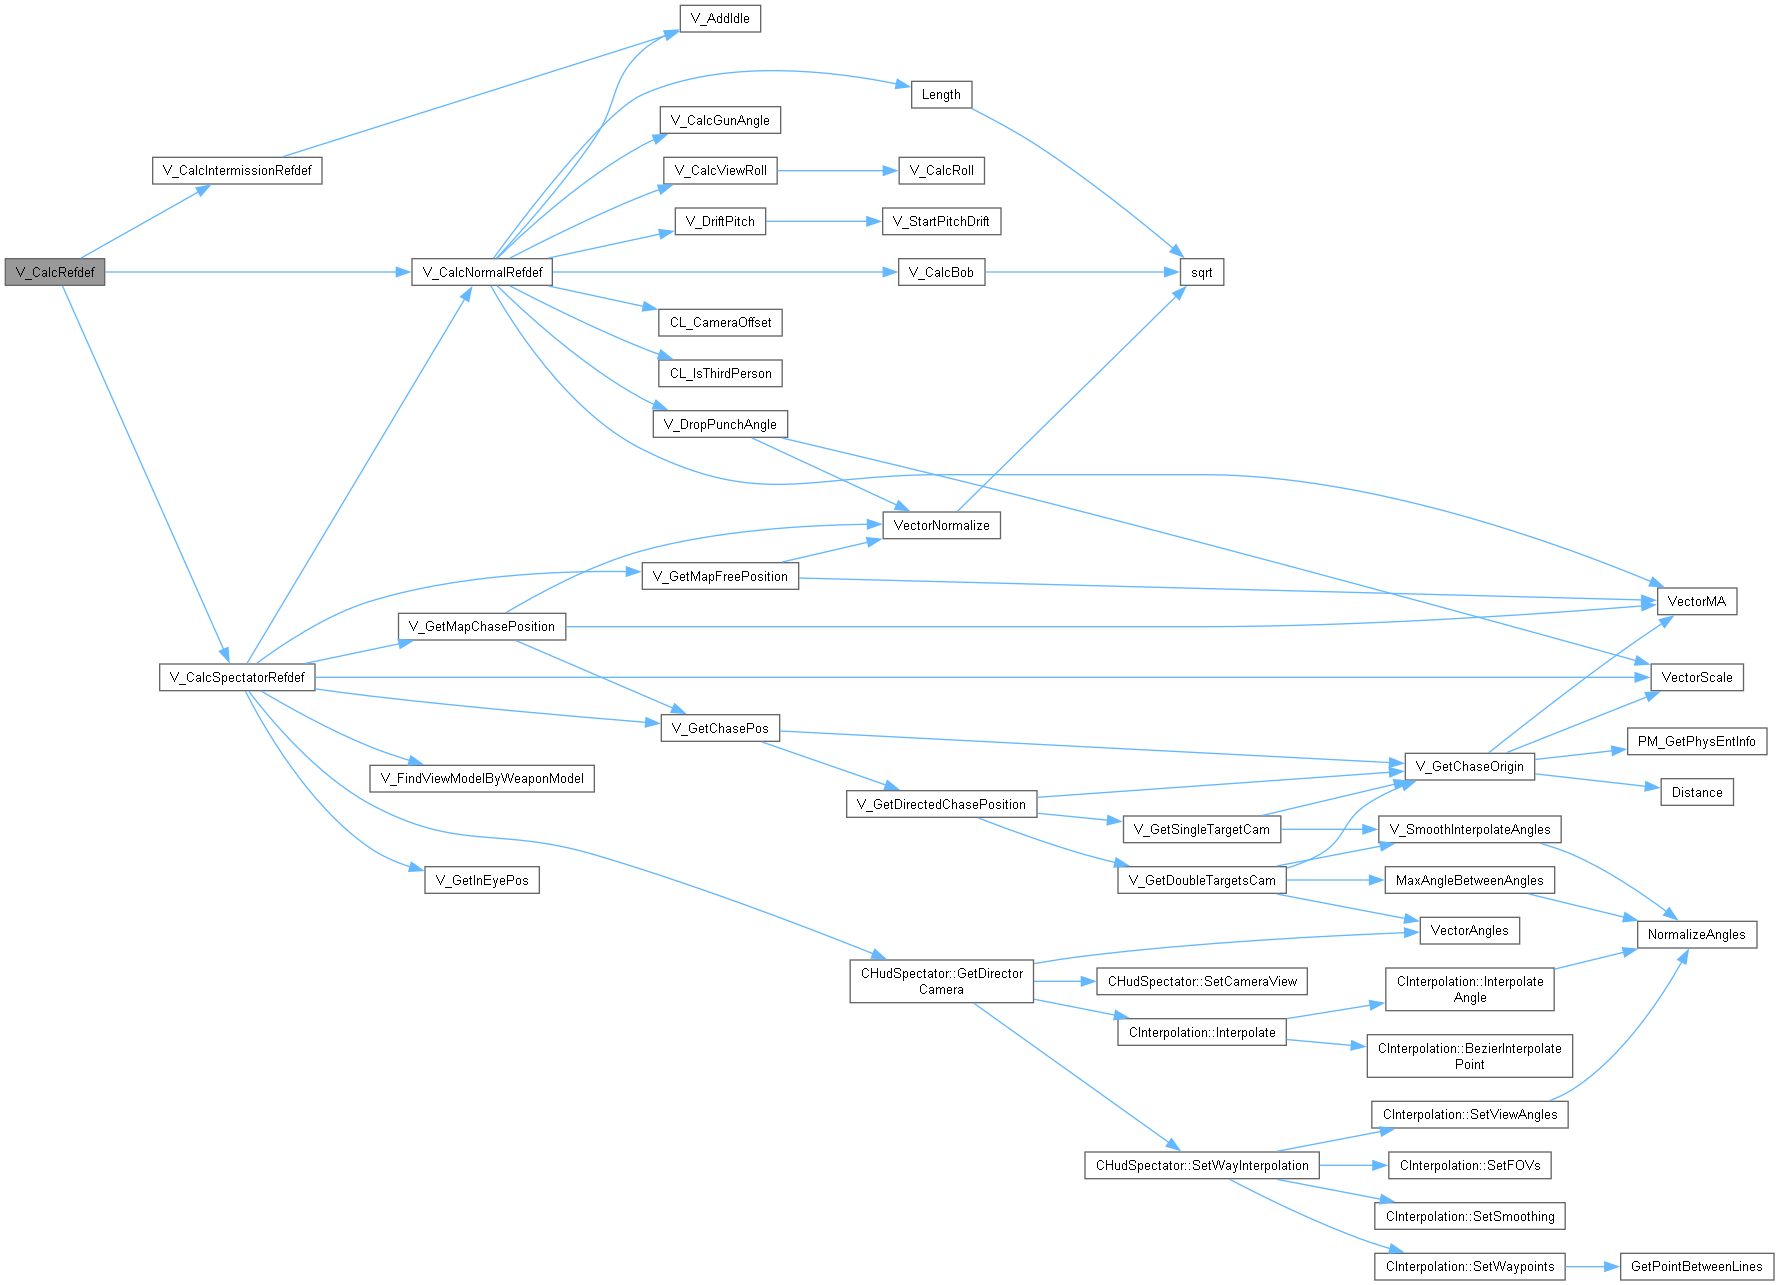 V_AddIdle
Length
V_CalcGunAngle
V_CalcIntermissionRefdef
V_CalcViewRoll
V_CalcRoll
V_DriftPitch
V_StartPitchDrift
V_CalcRefdef
V_CalcNormalRefdef
V_CalcBob
sqrt
CL_CameraOffset
CL_IsThirdPerson
V_DropPunchAngle
VectorNormalize
V_GetMapFreePosition
VectorMA
V_GetMapChasePosition
V_CalcSpectatorRefdef
VectorScale
V_GetChasePos
PM_GetPhysEntInfo
V_FindViewModelByWeaponModel
V_GetChaseOrigin
Distance
V_GetDirectedChasePosition
V_GetSingleTargetCam
V_SmoothInterpolateAngles
V_GetInEyePos
V_GetDoubleTargetsCam
MaxAngleBetweenAngles
VectorAngles
NormalizeAngles
CHudSpectator::GetDirector
Camera
CHudSpectator::SetCameraView
CInterpolation::Interpolate
Angle
CInterpolation::Interpolate
CInterpolation::BezierInterpolate
Point
CInterpolation::SetViewAngles
CHudSpectator::SetWayInterpolation
CInterpolation::SetFOVs
CInterpolation::SetSmoothing
CInterpolation::SetWaypoints
GetPointBetweenLines